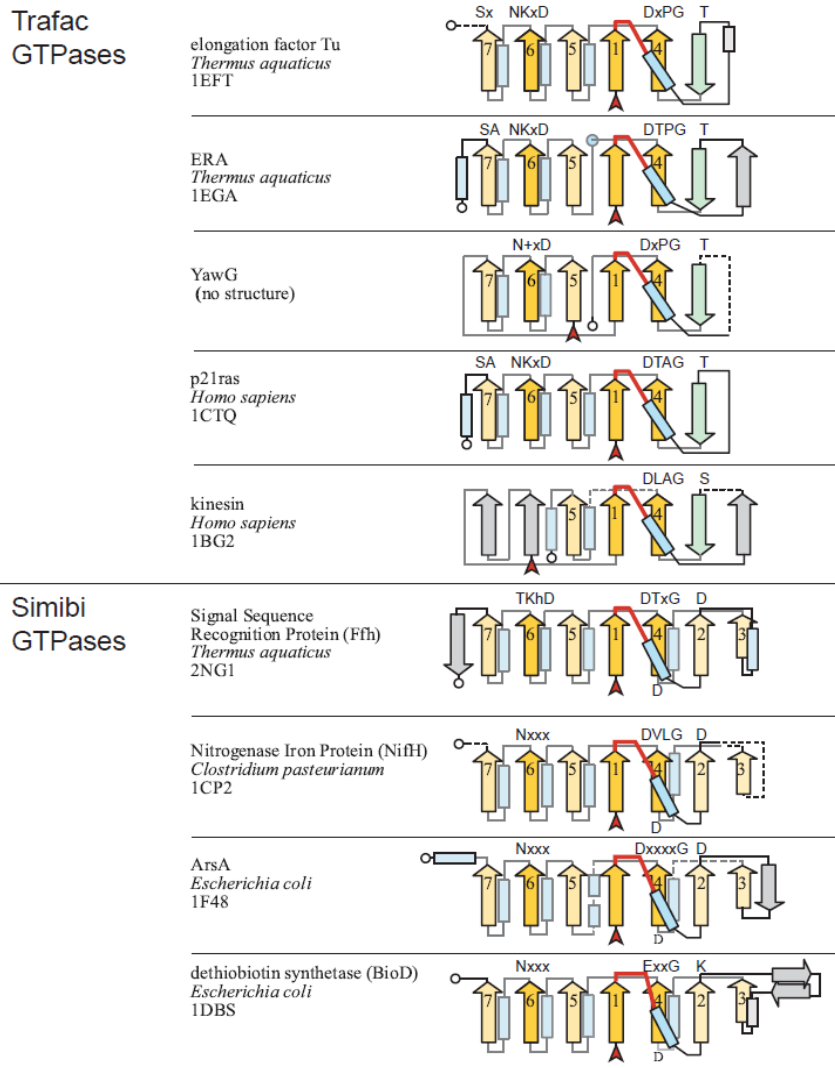 Trafac
GTPases
Sx NKxD DxPG T
elongation factor Tu
Thermus aquaticus
1EFT
7 6 5 1 4
SA NKxD DTPG T
ERA
Thermus aquaticus
1EGA
7 6 5 1 4
N+xD DxPG T
YawG
(no structure)
7 6 5 1 4
SA NKxD DTAG T
p21ras
Homo sapiens
1CTQ
7 6 5 1 4
DLAG S
kinesin
Homo sapiens
1BG2
5 1 4
Simibi
GTPases
TKhD DTxG D
Signal Sequence
Recognition Protein (Ffh)
Thermus aquaticus
2NG1
7 6 5 1 4 2 3
D
Nxxx DVLG D
Nitrogenase Iron Protein (NifH)
Clostridium pasteurianum
1CP2
7 6 5 1 4 2 3
D
Nxxx DxxxxG D
ArsA
Escherichia coli
1F48
7 6 5 1 4 2 3
D
Nxxx ExxG K
dethiobiotin synthetase (BioD)
Escherichia coli
1DBS
7 6 5 1 4 2 3
D